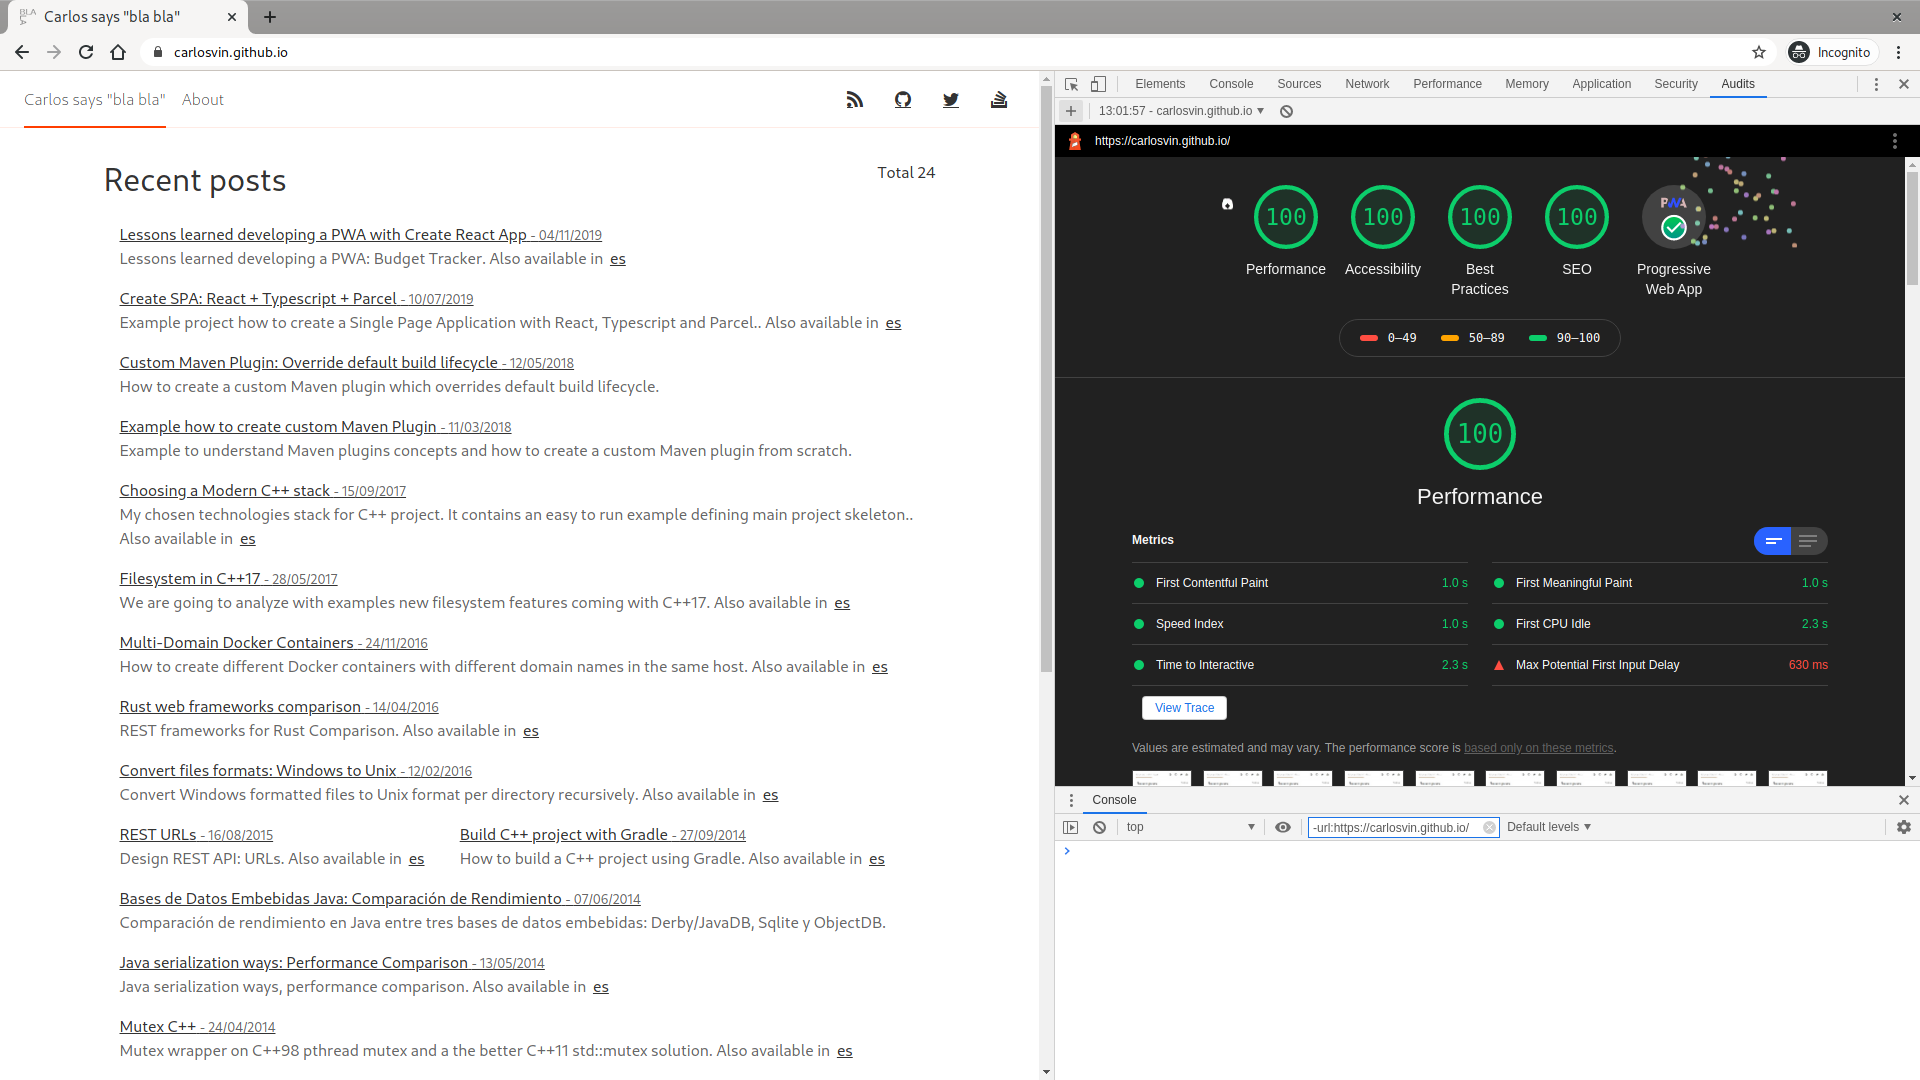 Carlos says "bla bla"
carlosvin.github.io
Incognito
Carlos says "bla bla" About
Recent posts
Total 24
Lessons learned developing a PWA with Create React App - 04/11/2019
Lessons learned developing a PWA: Budget Tracker. Also available in es
Create SPA: React + Typescript + Parcel - 10/07/2019
Example project how to create a Single Page Application with React, Typescript and Parcel.. Also available in es
Custom Maven Plugin: Override default build lifecycle - 12/05/2018
How to create a custom Maven plugin which overrides default build lifecycle.
Example how to create custom Maven Plugin - 11/03/2018
Example to understand Maven plugins concepts and how to create a custom Maven plugin from scratch.
Choosing a Modern C++ stack - 15/09/2017
My chosen technologies stack for C++ project. It contains an easy to run example defining main project skeleton..
Also available in es
Filesystem in C++17 - 28/05/2017
We are going to analyze with examples new filesystem features coming with C++17. Also available in es
Multi-Domain Docker Containers - 24/11/2016
How to create different Docker containers with different domain names in the same host. Also available in es
Rust web frameworks comparison - 14/04/2016
REST frameworks for Rust Comparison. Also available in es
Convert files formats: Windows to Unix - 12/02/2016
Convert Windows formatted files to Unix format per directory recursively. Also available in es
REST URLs - 16/08/2015
Design REST API: URLs. Also available in es
Build C++ project with Gradle - 27/09/2014
How to build a C++ project using Gradle. Also available in es
Bases de Datos Embebidas Java: Comparación de Rendimiento - 07/06/2014
Comparación de rendimiento en Java entre tres bases de datos embebidas: Derby/JavaDB, Sqlite y ObjectDB.
Java serialization ways: Performance Comparison - 13/05/2014
Java serialization ways, performance comparison. Also available in es
Mutex C++ - 24/04/2014
Mutex wrapper on C++98 pthread mutex and a the better C++11 std::mutex solution. Also available in es
Elements Console Sources Network Performance Memory Application Security Audits
13:01:57 - carlosvin.github.io
https://carlosvin.github.io/
100 100 100 100 PWA
Performance Accessibility Best Practices SEO Progressive Web App
0–49 50–89 90–100
100
Performance
Metrics
First Contentful Paint 1.0 s
First Meaningful Paint 1.0 s
Speed Index 1.0 s
First CPU Idle 2.3 s
Time to Interactive 2.3 s
Max Potential First Input Delay 630 ms
View Trace
Values are estimated and may vary. The performance score is based only on these metrics.
Console
top
-url:https://carlosvin.github.io/
Default levels